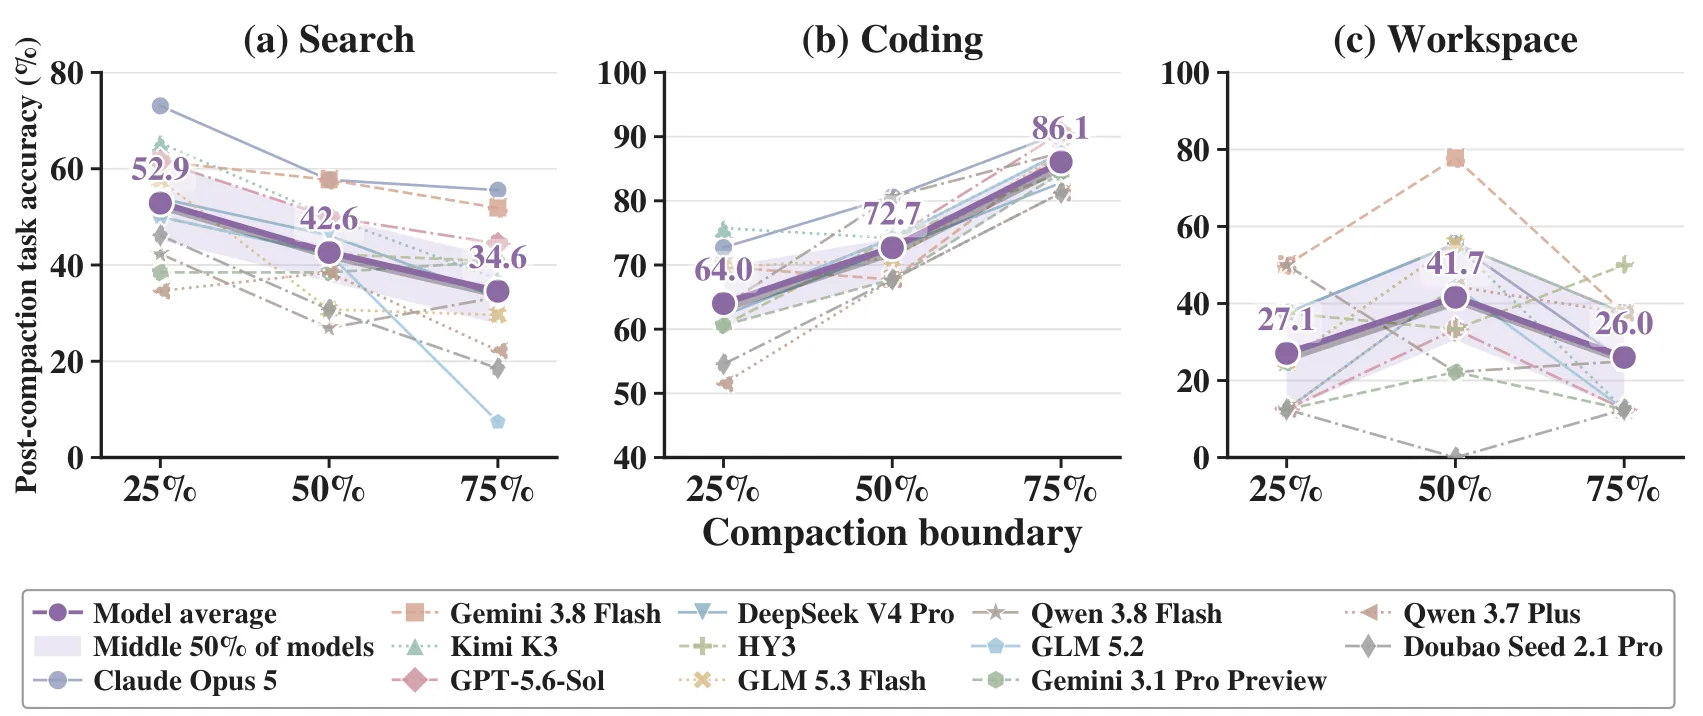 (a) Search
(b) Coding
(c) Workspace
Post-compaction task accuracy (%)
80
60
40
20
0
52.9
42.6
34.6
25%
50%
75%
100
90
80
70
60
50
40
64.0
72.7
86.1
25%
50%
75%
100
80
60
40
20
0
27.1
41.7
26.0
25%
50%
75%
Compaction boundary
Model average
Middle 50% of models
Claude Opus 5
Gemini 3.8 Flash
Kimi K3
GPT-5.6-Sol
DeepSeek V4 Pro
HY3
GLM 5.3 Flash
Qwen 3.8 Flash
GLM 5.2
Gemini 3.1 Pro Preview
Qwen 3.7 Plus
Doubao Seed 2.1 Pro